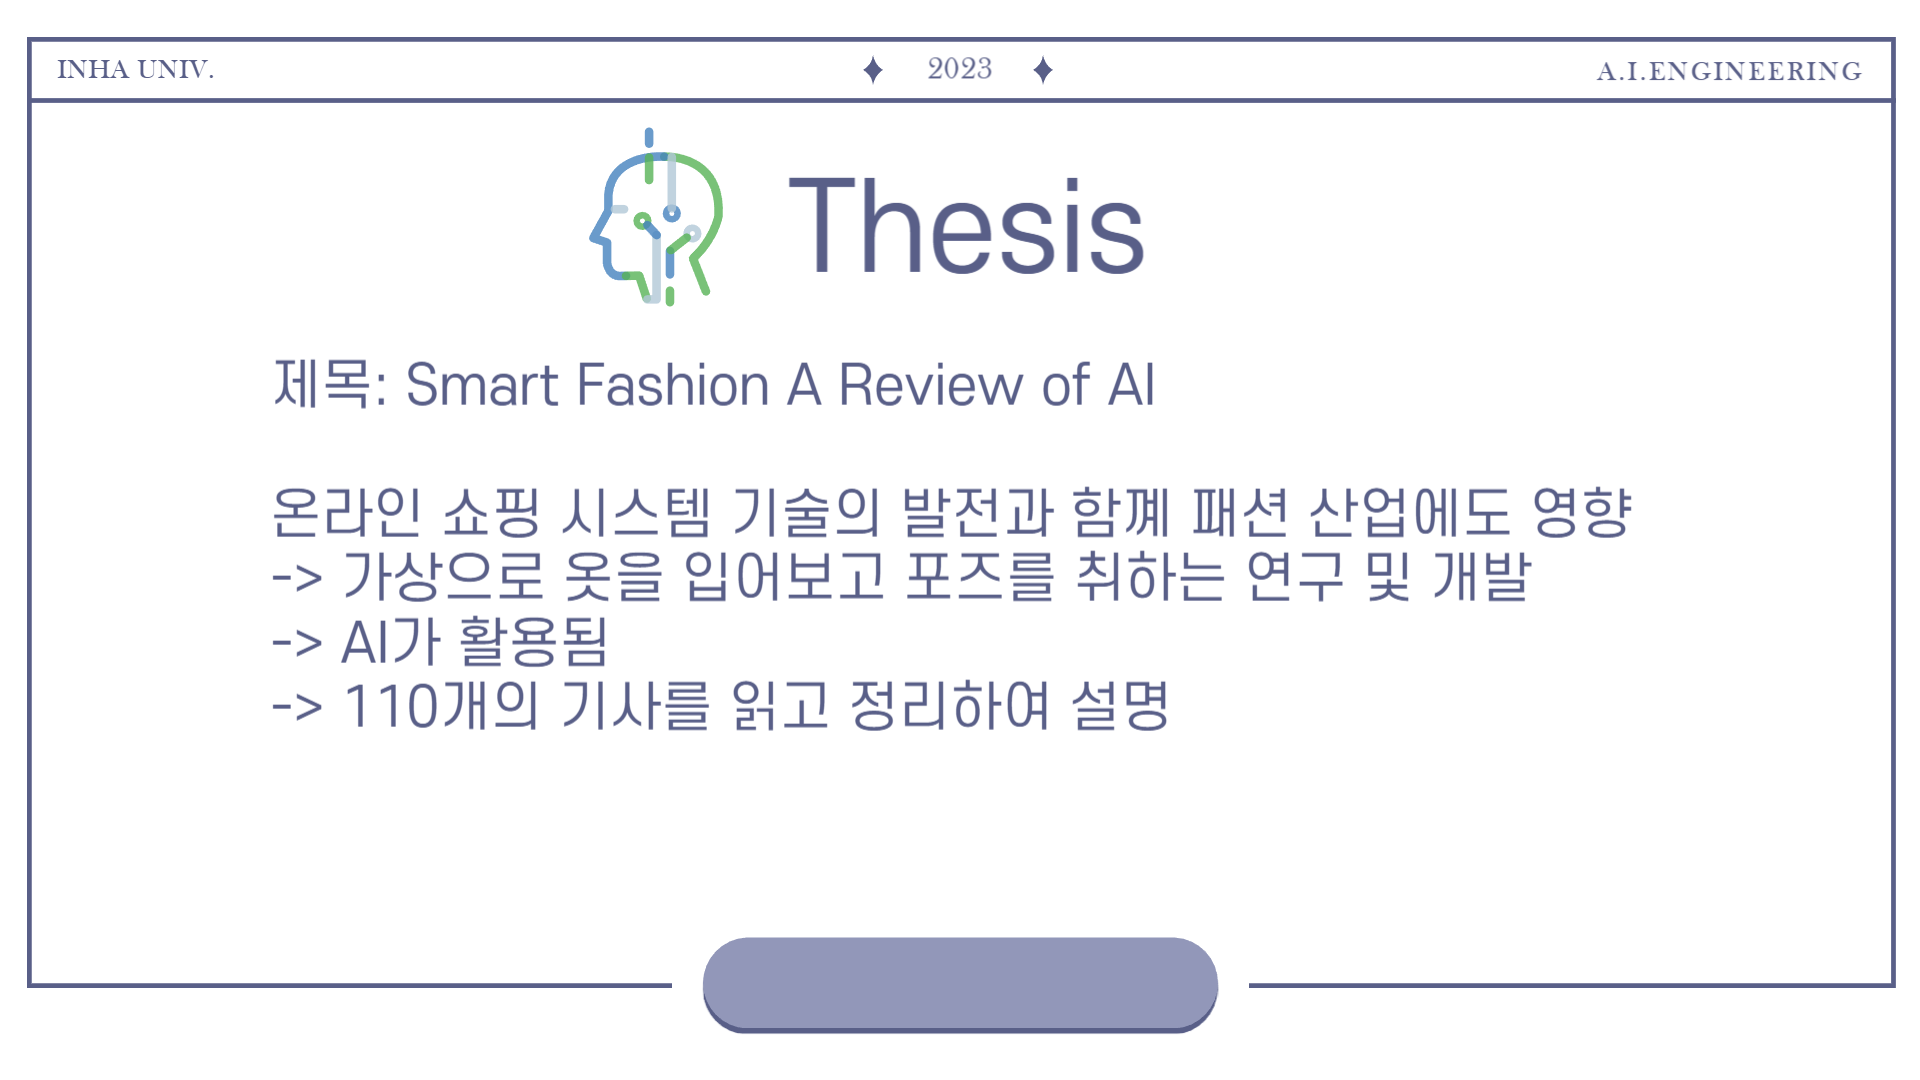 INHA UNIV.
2023
A.I.ENGINEERING
Thesis
제목: Smart Fashion A Review of AI
온라인 쇼핑 시스템 기술의 발전과 함꼐 패션 산업에도 영향
-> 가상으로 옷을 입어보고 포즈를 취하는 연구 및 개발
-> AI가 활용됨
-> 110개의 기사를 읽고 정리하여 설명